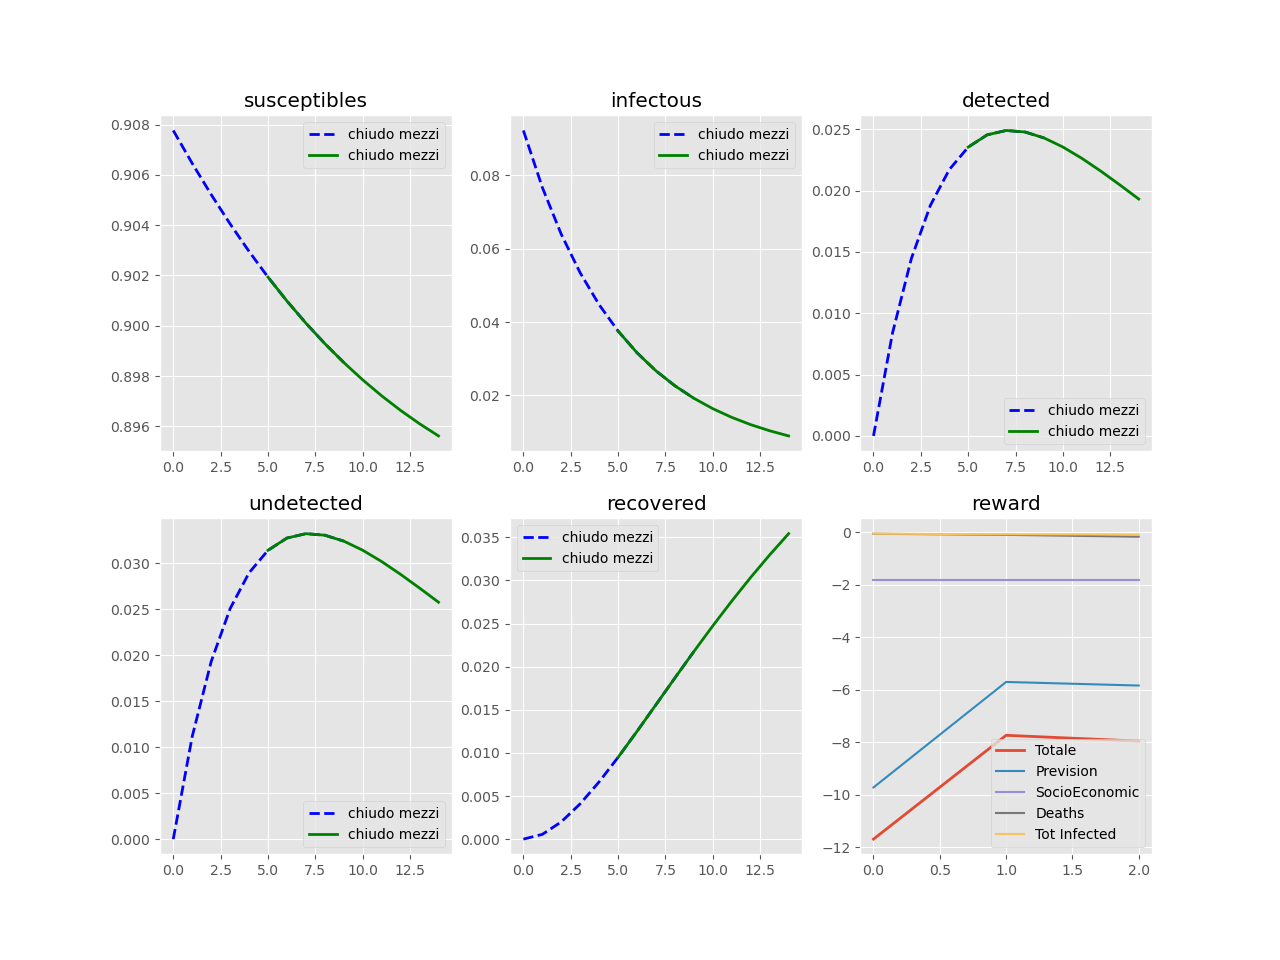 susceptibles
chiudo mezzi
chiudo mezzi
0.908
0.906
0.904
0.902
0.900
0.898
0.896
0.0 2.5 5.0 7.5 10.0 12.5
infectous
chiudo mezzi
chiudo mezzi
0.08
0.06
0.04
0.02
0.0 2.5 5.0 7.5 10.0 12.5
detected
0.025
0.020
0.015
0.010
0.005
0.000
chiudo mezzi
chiudo mezzi
0.0 2.5 5.0 7.5 10.0 12.5
undetected
0.030
0.025
0.020
0.015
0.010
0.005
0.000
chiudo mezzi
chiudo mezzi
0.0 2.5 5.0 7.5 10.0 12.5
recovered
chiudo mezzi
chiudo mezzi
0.035
0.030
0.025
0.020
0.015
0.010
0.005
0.000
0.0 2.5 5.0 7.5 10.0 12.5
reward
0
−2
−4
−6
−8
−10
−12
Totale
Prevision
SocioEconomic
Deaths
Tot Infected
0.0 0.5 1.0 1.5 2.0